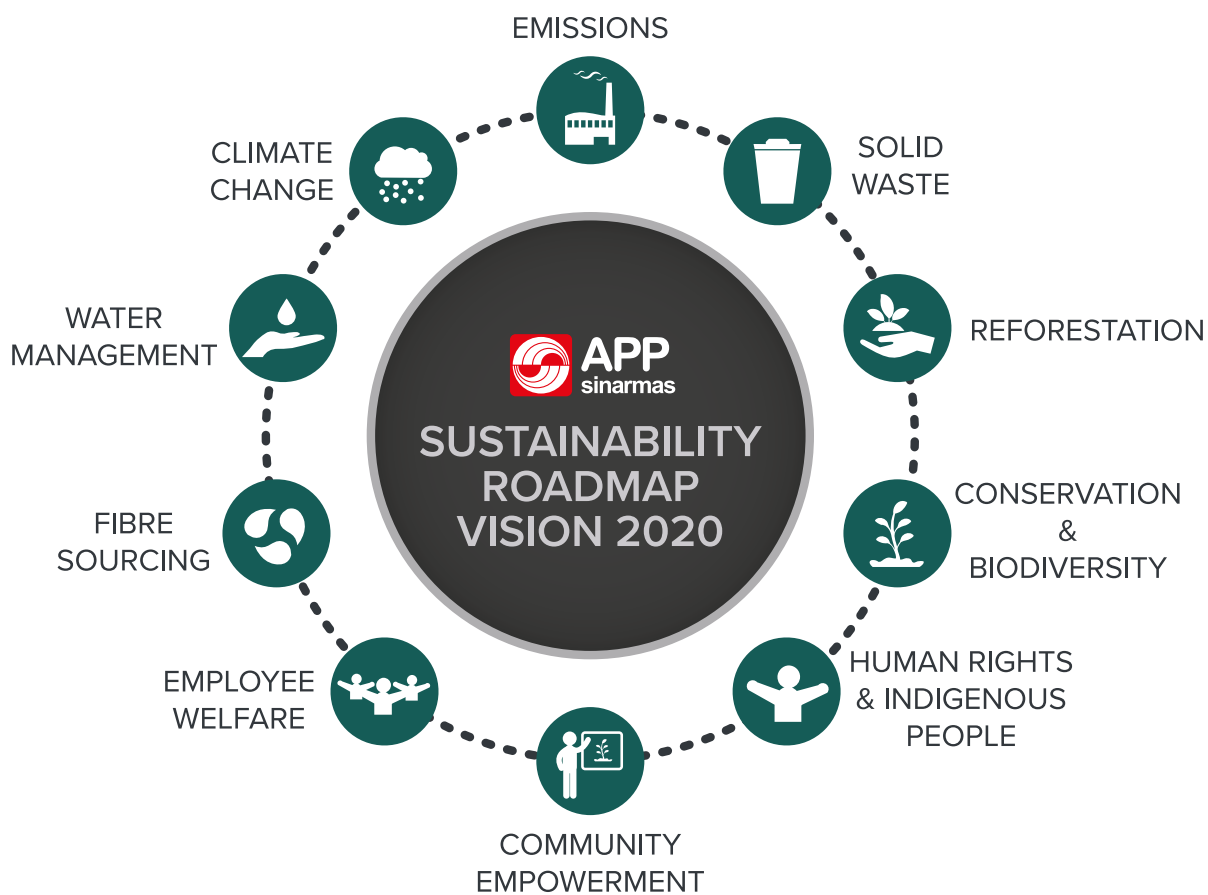 EMISSIONS
SOLID
WASTE
REFORESTATION
CONSERVATION
&
BIODIVERSITY
HUMAN RIGHTS
& INDIGENOUS
PEOPLE
COMMUNITY
EMPOWERMENT
EMPLOYEE
WELFARE
FIBRE
SOURCING
WATER
MANAGEMENT
CLIMATE
CHANGE
APP
sinarmas
SUSTAINABILITY
ROADMAP
VISION 2020